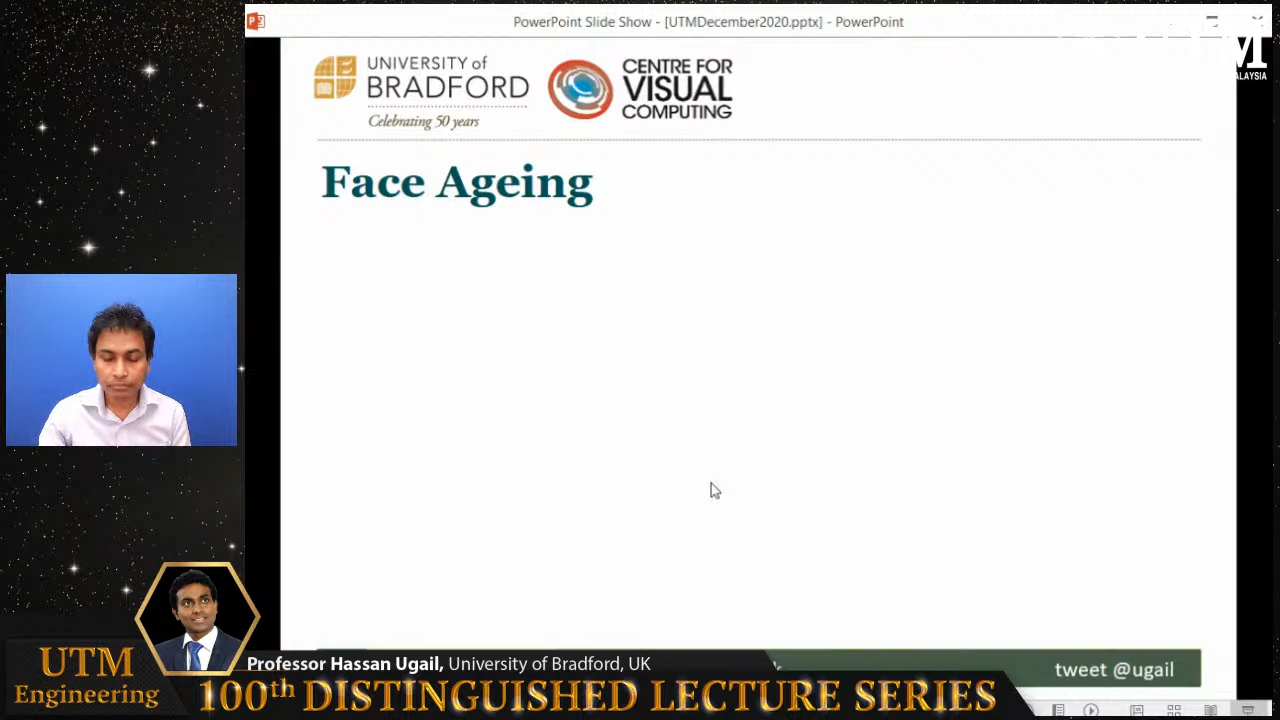 PowerPoint Slide Show - [UTMDecember2020.pptx] - PowerPoint
UNIVERSITY of
BRADFORD
Celebrating 50 years
CENTRE FOR
VISUAL
COMPUTING
Face Ageing
tweet @ugail
Professor Hassan Ugail, University of Bradford, UK
UTM
Engineering
100th DISTINGUISHED LECTURE SERIES